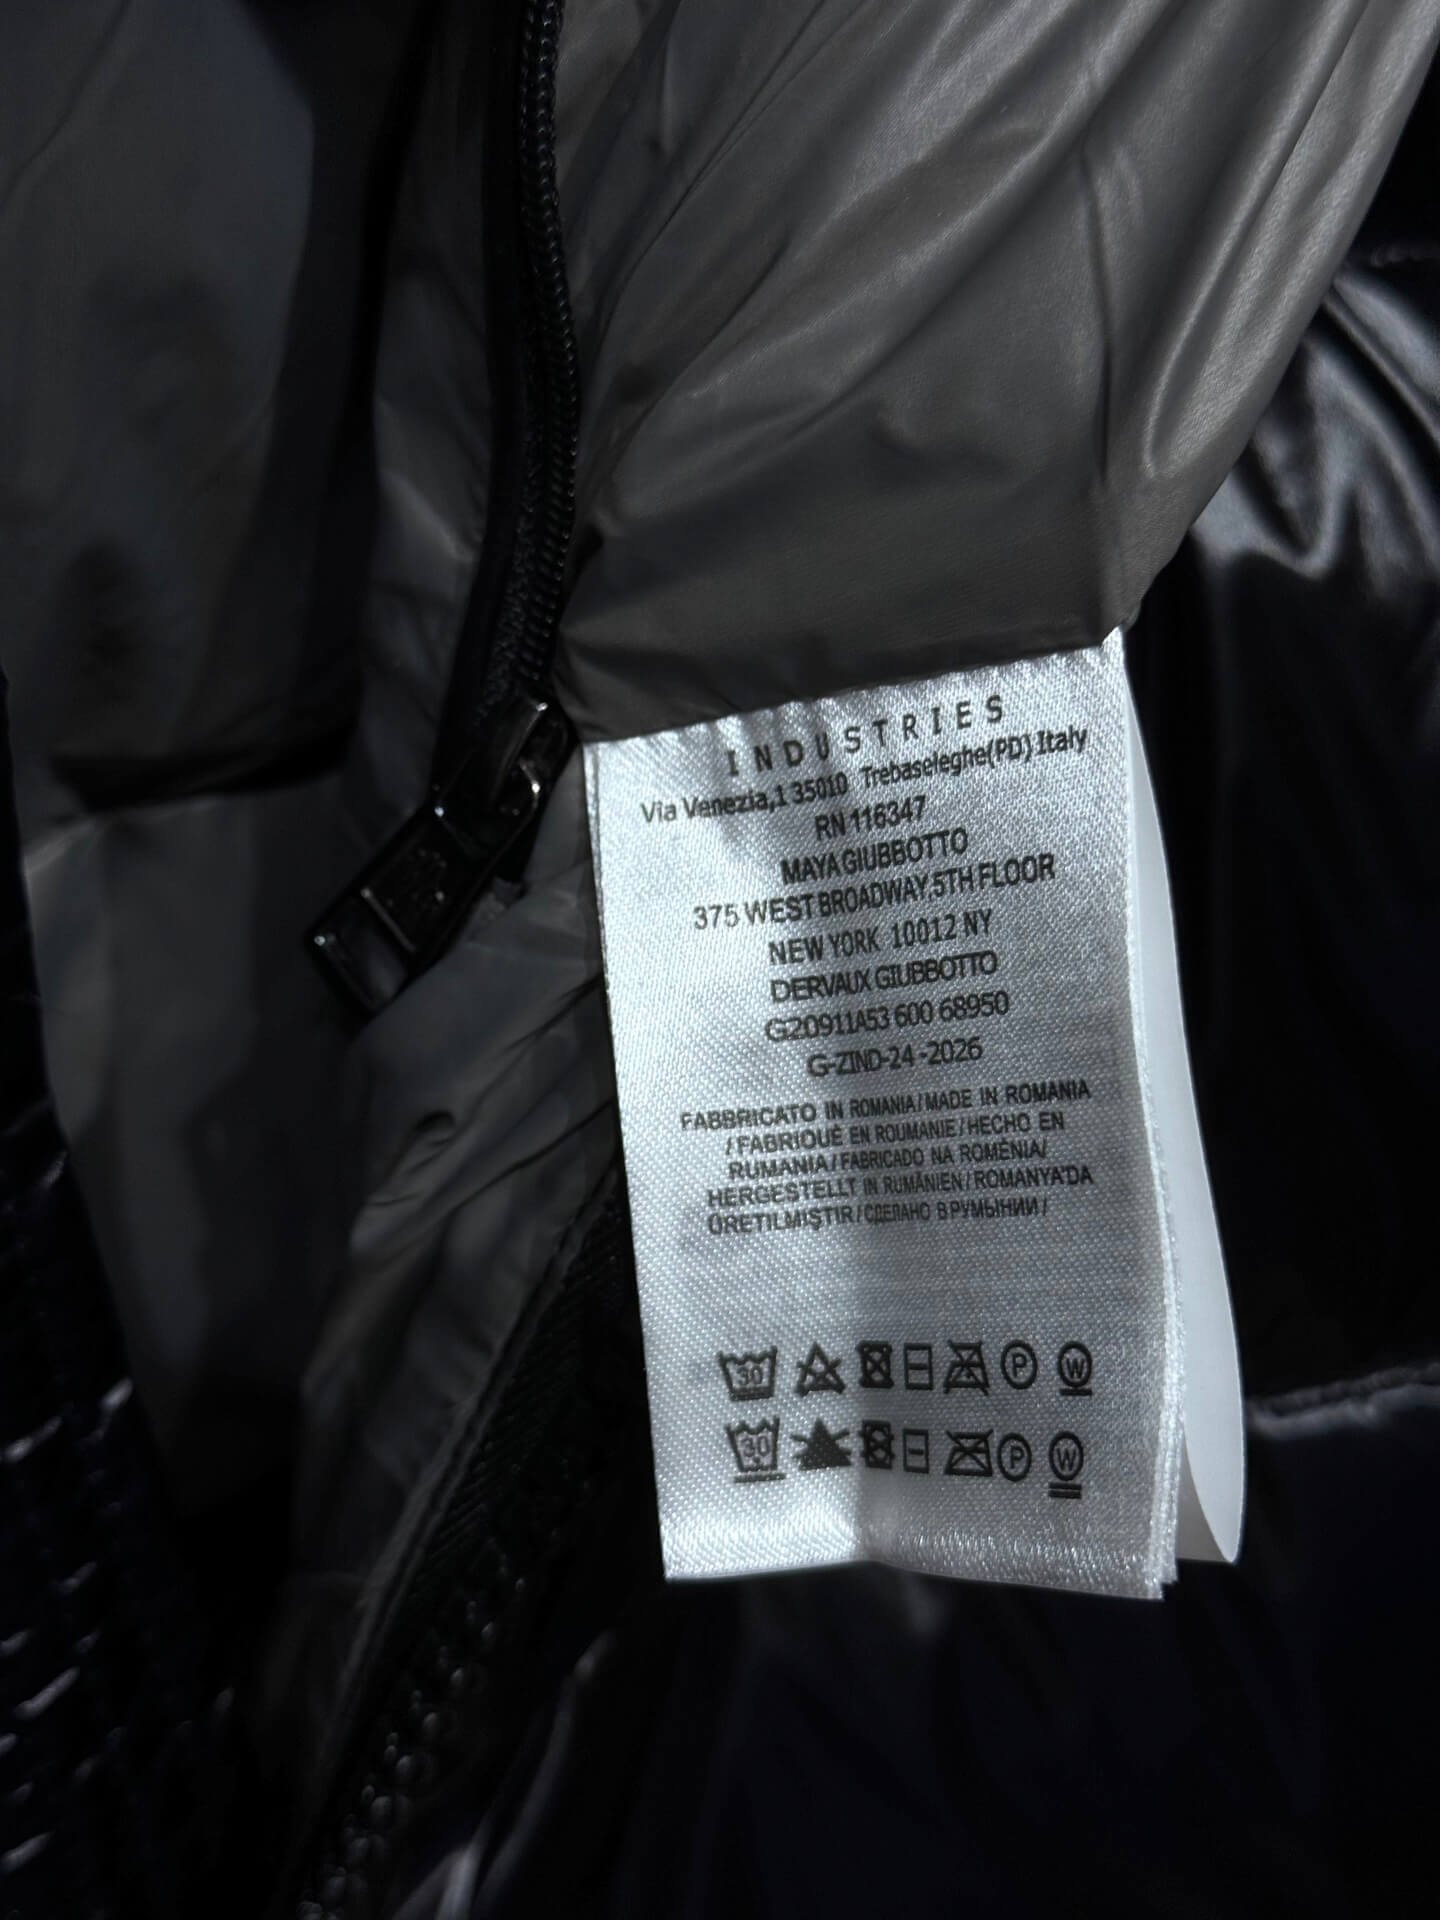 INDUSTRIES
Via Venezia,1 35010 Trebaseleghe(PD) Italy
RN 116347
MAYA GIUBBOTTO
375 WEST BROADWAY,5TH FLOOR
NEW YORK 10012 NY
DERVAUX GIUBBOTTO
G20911A53 600 68950
G-ZIND-24-2026
FABBRICATO IN ROMANIA/MADE IN ROMANIA
/FABRIQUÉ EN ROUMANIE/HECHO EN
RUMANIA/FABRICADO NA ROMÉNIA/
HERGESTELLT IN RUMÄNIEN/ROMANYA'DA
ÜRETILMIŞTIR/СДЕЛАНО В РУМЫНИИ/
30 P W
30 P W